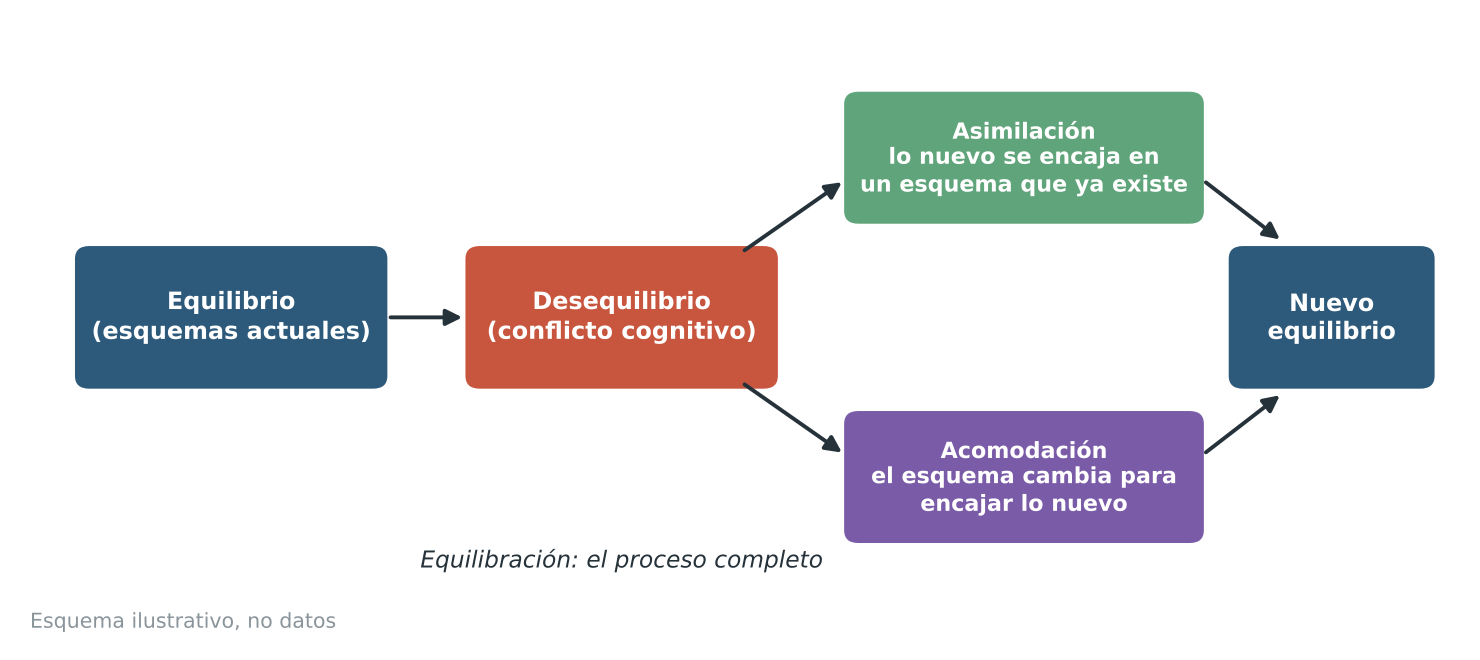 Equilibrio
(esquemas actuales)
Desequilibrio
(conflicto cognitivo)
Asimilación
lo nuevo se encaja en
un esquema que ya existe
Acomodación
el esquema cambia para
encajar lo nuevo
Nuevo
equilibrio
Equilibración: el proceso completo
Esquema ilustrativo, no datos